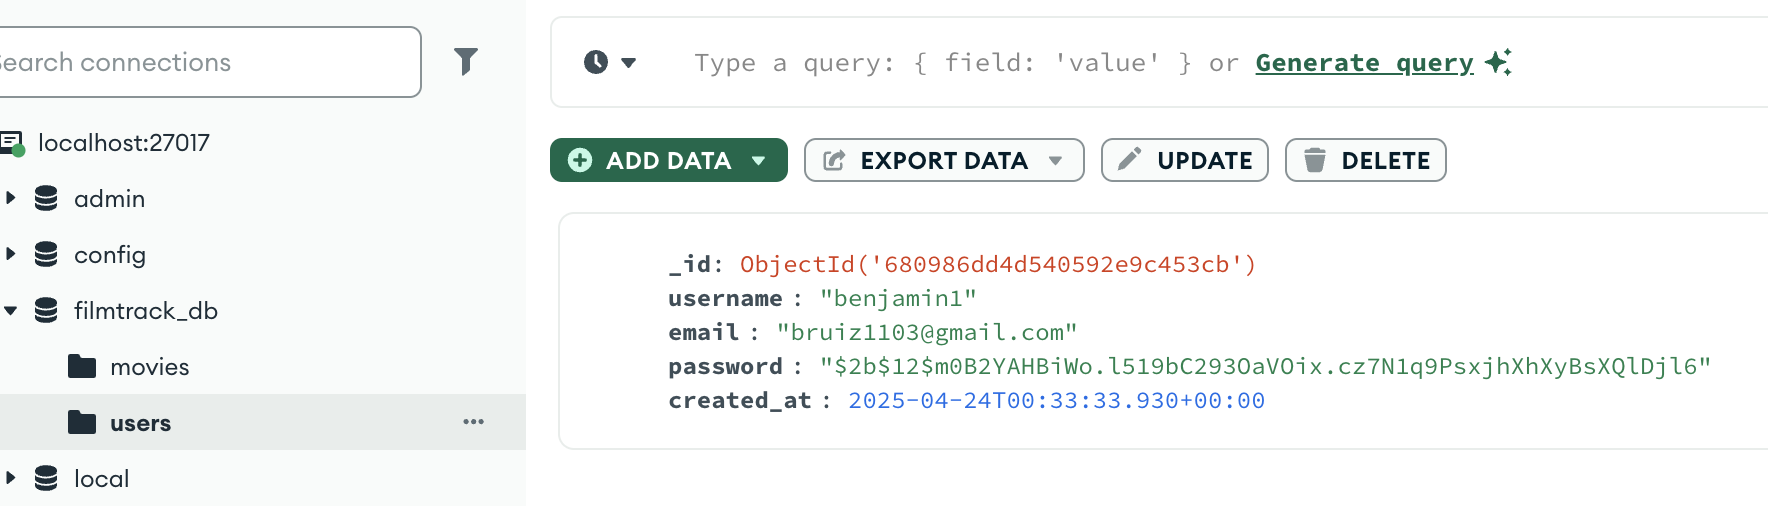 Search connections
localhost:27017
admin
config
filmtrack_db
movies
users
local
Type a query: { field: 'value' } or Generate query
ADD DATA
EXPORT DATA
UPDATE
DELETE
_id: ObjectId('680986dd4d540592e9c453cb')
username : "benjamin1"
email : "bruiz1103@gmail.com"
password : "$2b$12$m0B2YAHBiWo.l519bC293OaVOix.cz7N1q9PsxjhXhXyBsXQlDjl6"
created_at : 2025-04-24T00:33:33.930+00:00